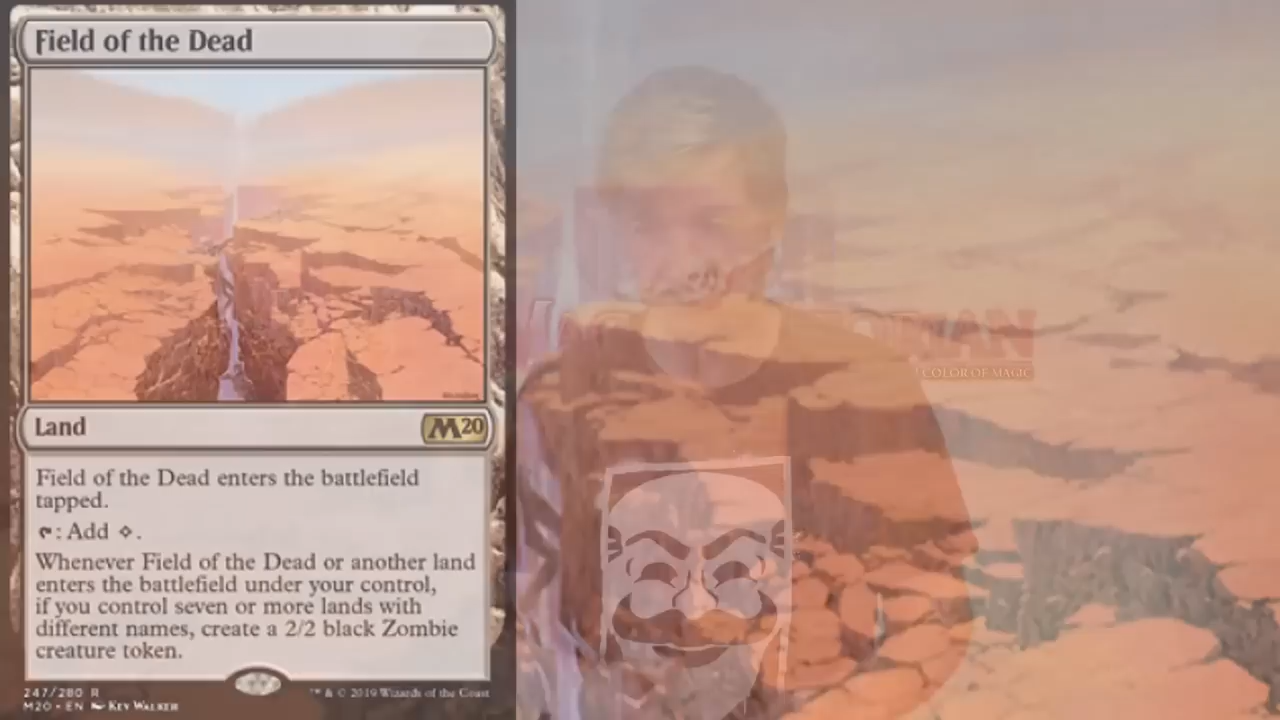 Field of the Dead
Land
M20
Field of the Dead enters the battlefield
tapped.
: Add .
Whenever Field of the Dead or another land
enters the battlefield under your control,
if you control seven or more lands with
different names, create a 2/2 black Zombie
creature token.
247/280 R
M20 • EN Kev Walker
™ & © 2019 Wizards of the Coast
COLOR OF MAGIC